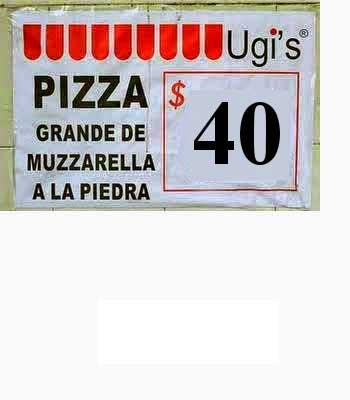 Ugi's®
PIZZA
GRANDE DE
MUZZARELLA
A LA PIEDRA
$ 40